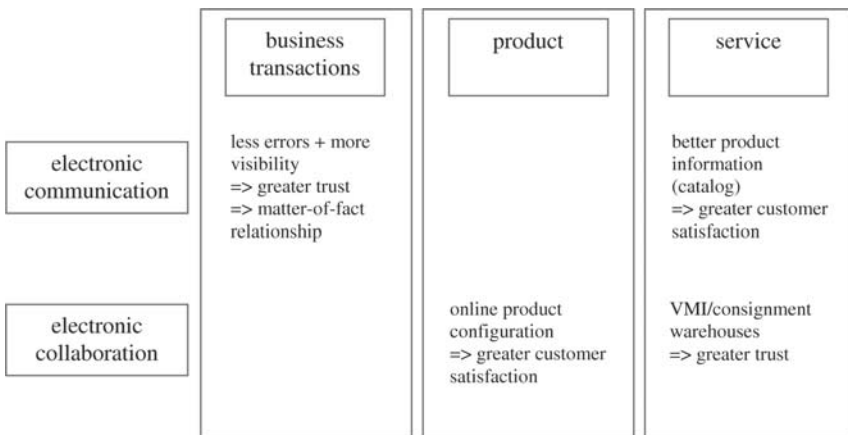 business
transactions
product
service
electronic
communication
less errors + more
visibility
=> greater trust
=> matter-of-fact
relationship
better product
information
(catalog)
=> greater customer
satisfaction
electronic
collaboration
online product
configuration
=> greater customer
satisfaction
VMI/consignment
warehouses
=> greater trust